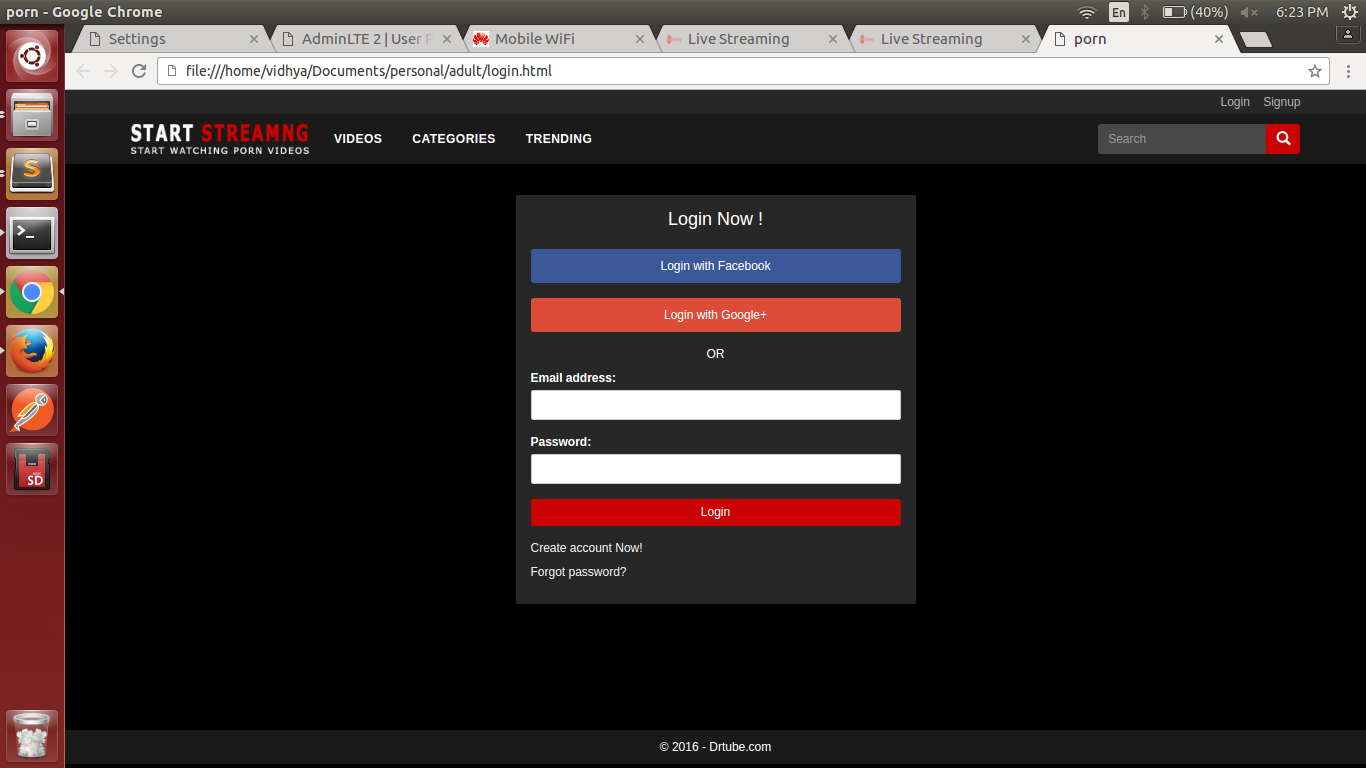 porn - Google Chrome
En
(40%)
6:23 PM
Settings
AdminLTE 2 | User P
Mobile WiFi
Live Streaming
Live Streaming
porn
file:///home/vidhya/Documents/personal/adult/login.html
Login Signup
START STREAMNG
START WATCHING PORN VIDEOS
VIDEOS CATEGORIES TRENDING
Search
Login Now !
Login with Facebook
Login with Google+
OR
Email address:
Password:
Login
Create account Now!
Forgot password?
© 2016 - Drtube.com
S
>_
SD